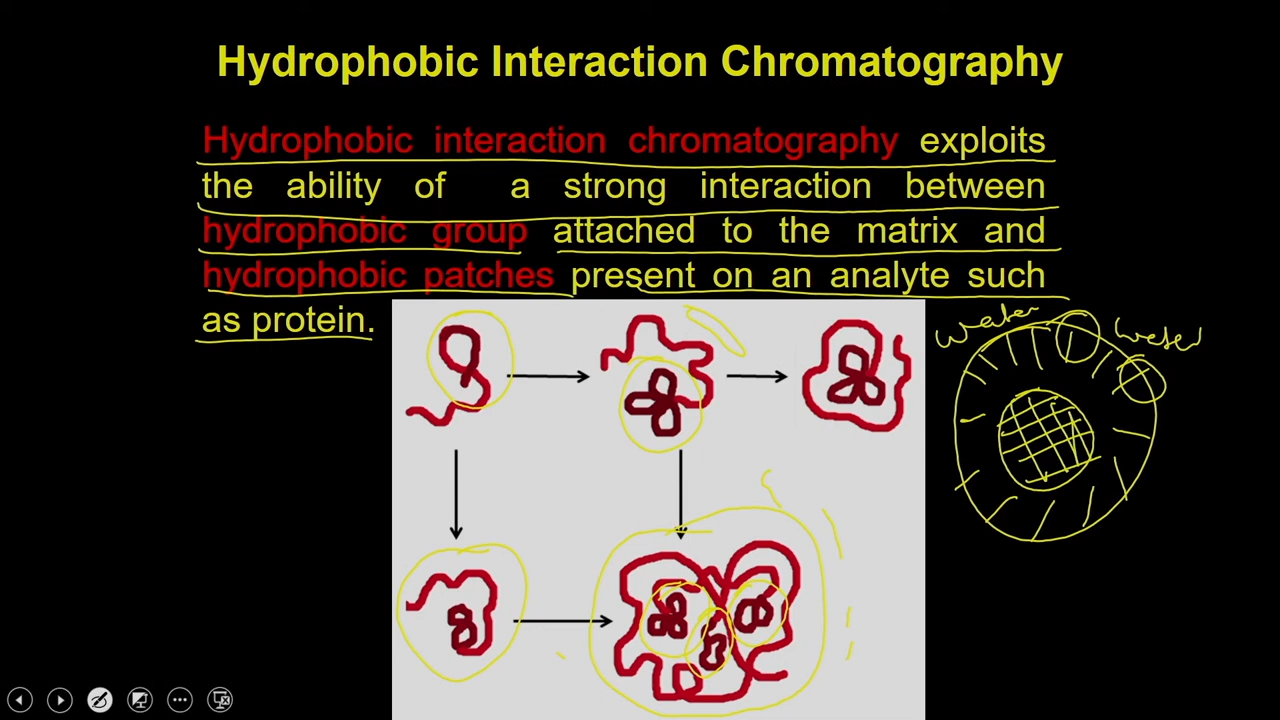 Hydrophobic Interaction Chromatography
Hydrophobic interaction chromatography exploits
the ability of a strong interaction between
hydrophobic group attached to the matrix and
hydrophobic patches present on an analyte such
as protein.
water
water